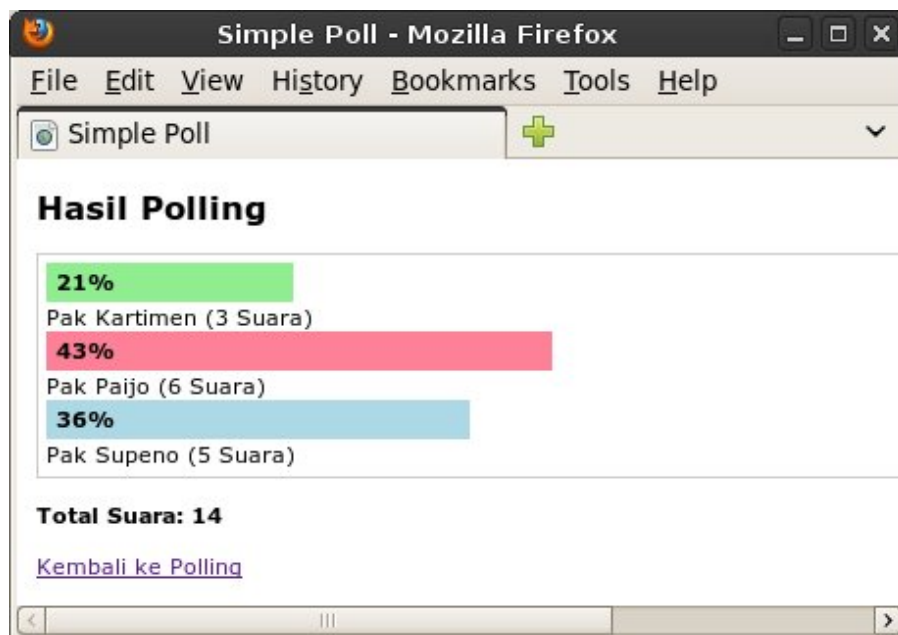 Simple Poll - Mozilla Firefox
File Edit View History Bookmarks Tools Help
Simple Poll
Hasil Polling
21%
Pak Kartimen (3 Suara)
43%
Pak Paijo (6 Suara)
36%
Pak Supeno (5 Suara)
Total Suara: 14
Kembali ke Polling